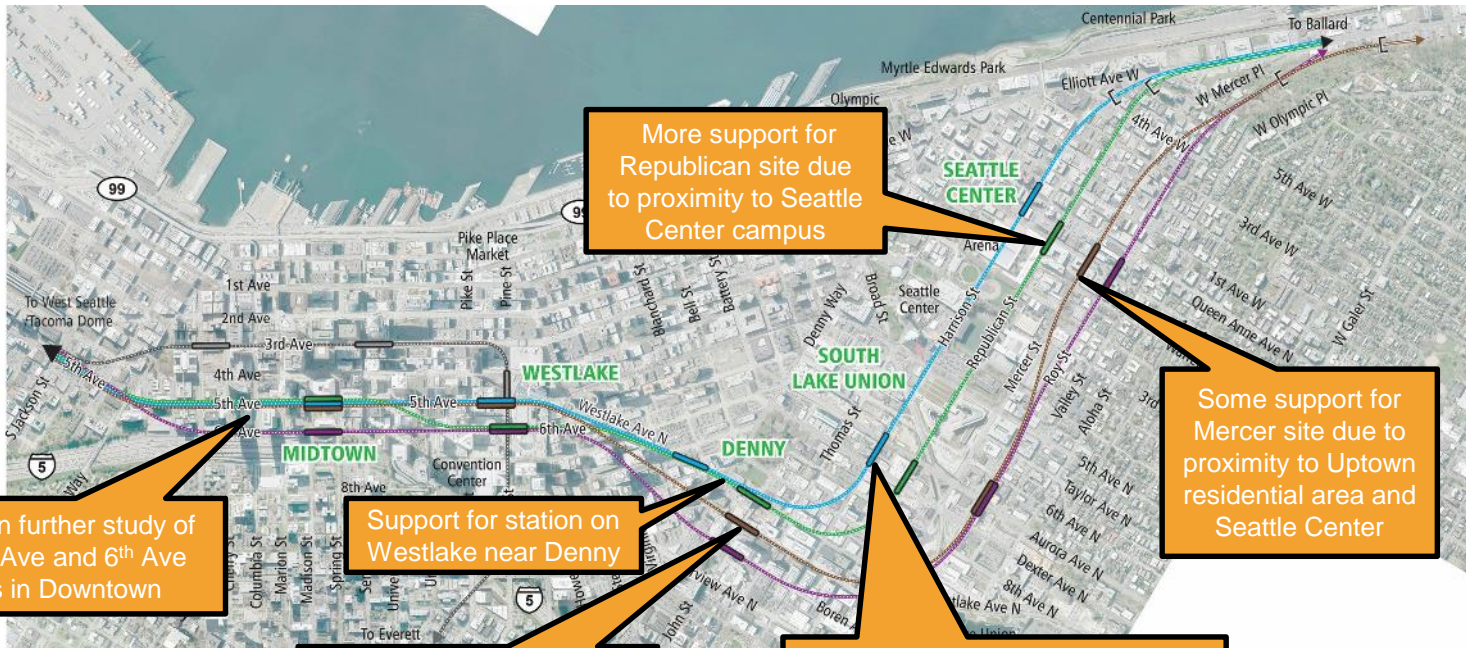 Centennial Park
To Ballard
Myrtle Edwards Park
Elliott Ave W
W Mercer Pl
W Olympic Pl
Olympic
4th Ave W
5th Ave W
3rd Ave W
1st Ave W
Queen Anne Ave N
W Galer St
More support for
Republican site due
to proximity to Seattle
Center campus
SEATTLE
CENTER
Arena
99
Pike Place
Market
Pike St
Pine St
Blanchard St
Bell St
Battery St
Denny Way
Broad St
Seattle
Center
Harrison St
Republican St
Mercer St
Roy St
Valley St
Aloha St
To West Seattle
/Tacoma Dome
1st Ave
2nd Ave
3rd Ave
4th Ave
5th Ave
5th Ave
5th Ave
6th Ave
S Jackson St
WESTLAKE
Westlake Ave N
SOUTH
LAKE UNION
Thomas St
DENNY
MIDTOWN
Convention
Center
8th Ave
5
Some support for
Mercer site due to
proximity to Uptown
residential area and
Seattle Center
5th Ave N
Taylor Ave N
6th Ave N
Aurora Ave N
Dexter Ave N
8th Ave N
further study of
Ave and 6th Ave
in Downtown
Support for station on
Westlake near Denny
Columbia St
Marion St
Madison St
Spring St
5
John St
To Everett